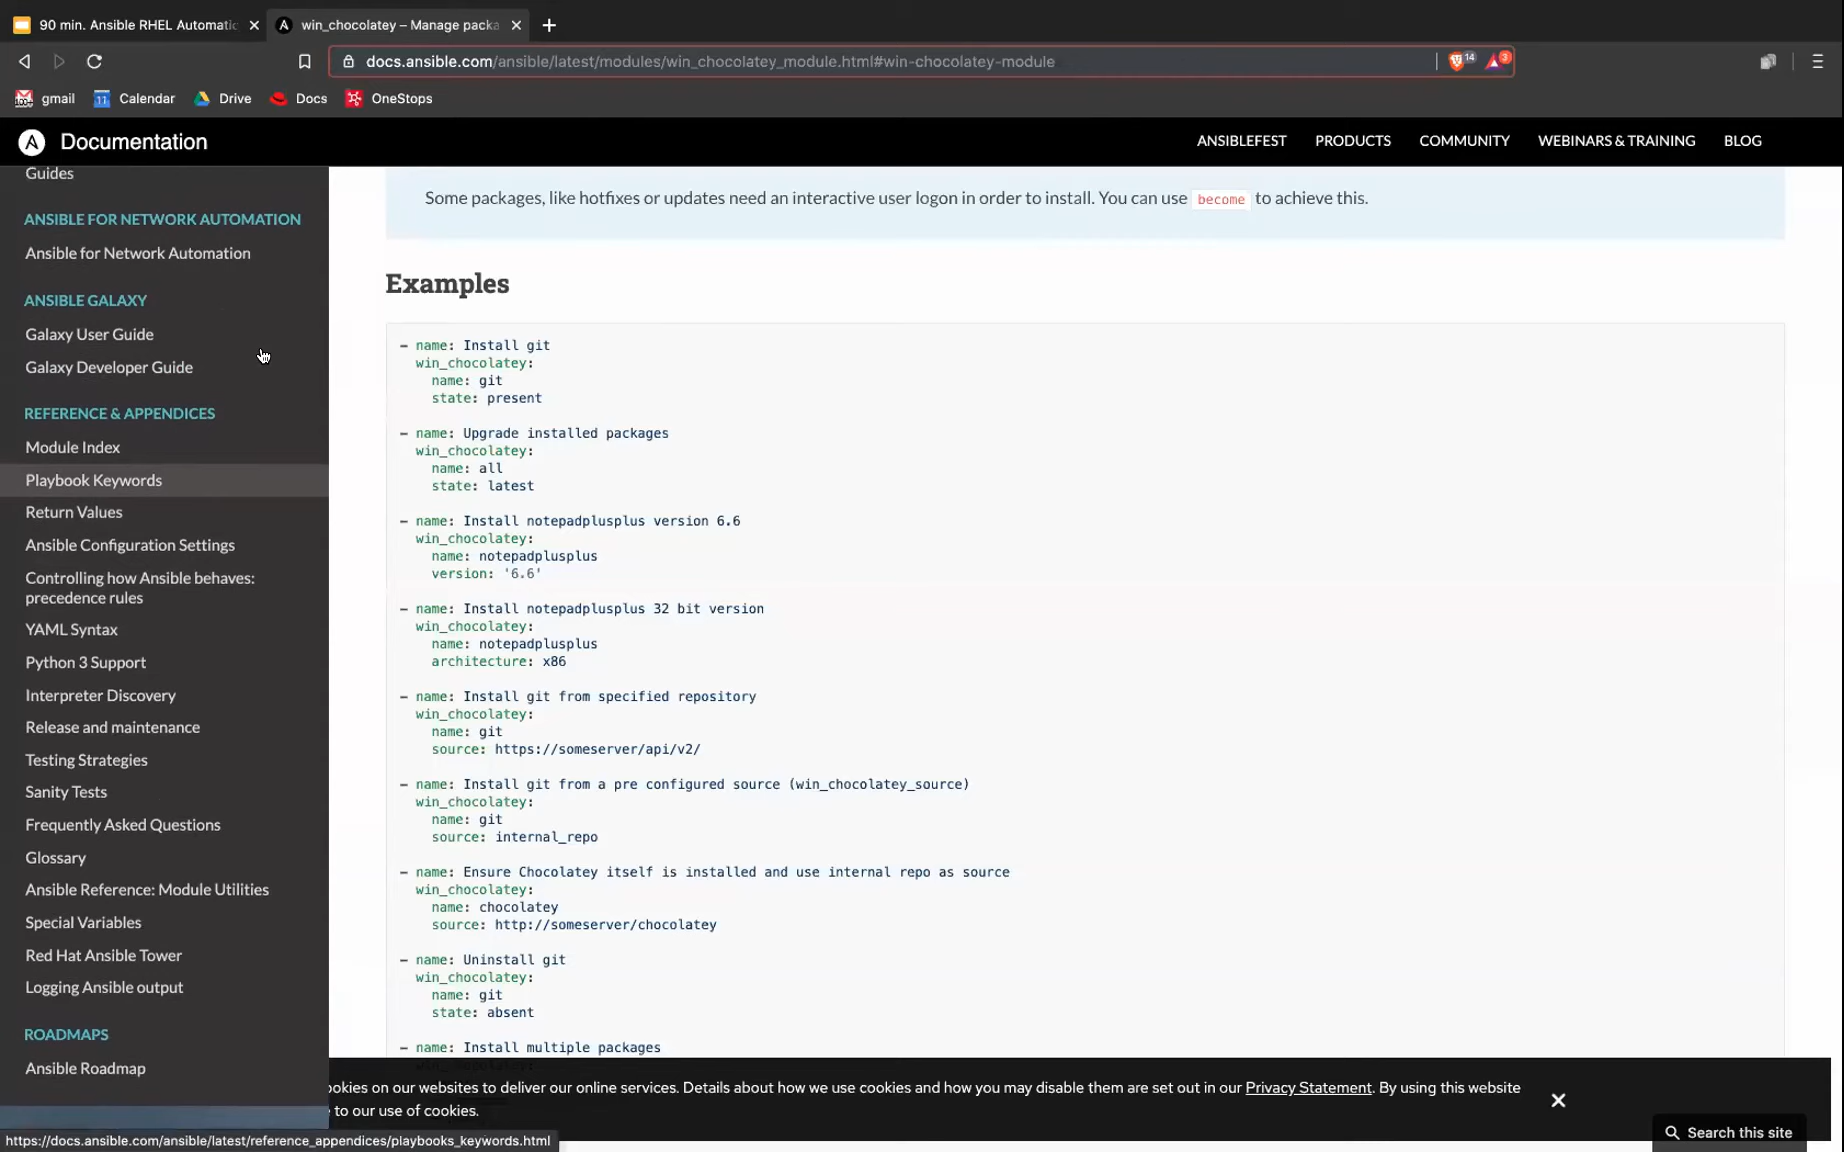 90 min. Ansible RHEL Automatic
win_chocolatey – Manage packa
docs.ansible.com/ansible/latest/modules/win_chocolatey_module.html#win-chocolatey-module
14
3
gmail
Calendar
Drive
Docs
OneStops
Documentation
ANSIBLEFEST
PRODUCTS
COMMUNITY
WEBINARS & TRAINING
BLOG
Guides
ANSIBLE FOR NETWORK AUTOMATION
Ansible for Network Automation
ANSIBLE GALAXY
Galaxy User Guide
Galaxy Developer Guide
REFERENCE & APPENDICES
Module Index
Playbook Keywords
Return Values
Ansible Configuration Settings
Controlling how Ansible behaves:
precedence rules
YAML Syntax
Python 3 Support
Interpreter Discovery
Release and maintenance
Testing Strategies
Sanity Tests
Frequently Asked Questions
Glossary
Ansible Reference: Module Utilities
Special Variables
Red Hat Ansible Tower
Logging Ansible output
ROADMAPS
Ansible Roadmap
Some packages, like hotfixes or updates need an interactive user logon in order to install. You can use become to achieve this.
Examples
- name: Install git
win_chocolatey:
name: git
state: present
- name: Upgrade installed packages
win_chocolatey:
name: all
state: latest
- name: Install notepadplusplus version 6.6
win_chocolatey:
name: notepadplusplus
version: '6.6'
- name: Install notepadplusplus 32 bit version
win_chocolatey:
name: notepadplusplus
architecture: x86
- name: Install git from specified repository
win_chocolatey:
name: git
source: https://someserver/api/v2/
- name: Install git from a pre configured source (win_chocolatey_source)
win_chocolatey:
name: git
source: internal_repo
- name: Ensure Chocolatey itself is installed and use internal repo as source
win_chocolatey:
name: chocolatey
source: http://someserver/chocolatey
- name: Uninstall git
win_chocolatey:
name: git
state: absent
- name: Install multiple packages
ookies on our websites to deliver our online services. Details about how we use cookies and how you may disable them are set out in our Privacy Statement. By using this website
to our use of cookies.
Search this site
https://docs.ansible.com/ansible/latest/reference_appendices/playbooks_keywords.html